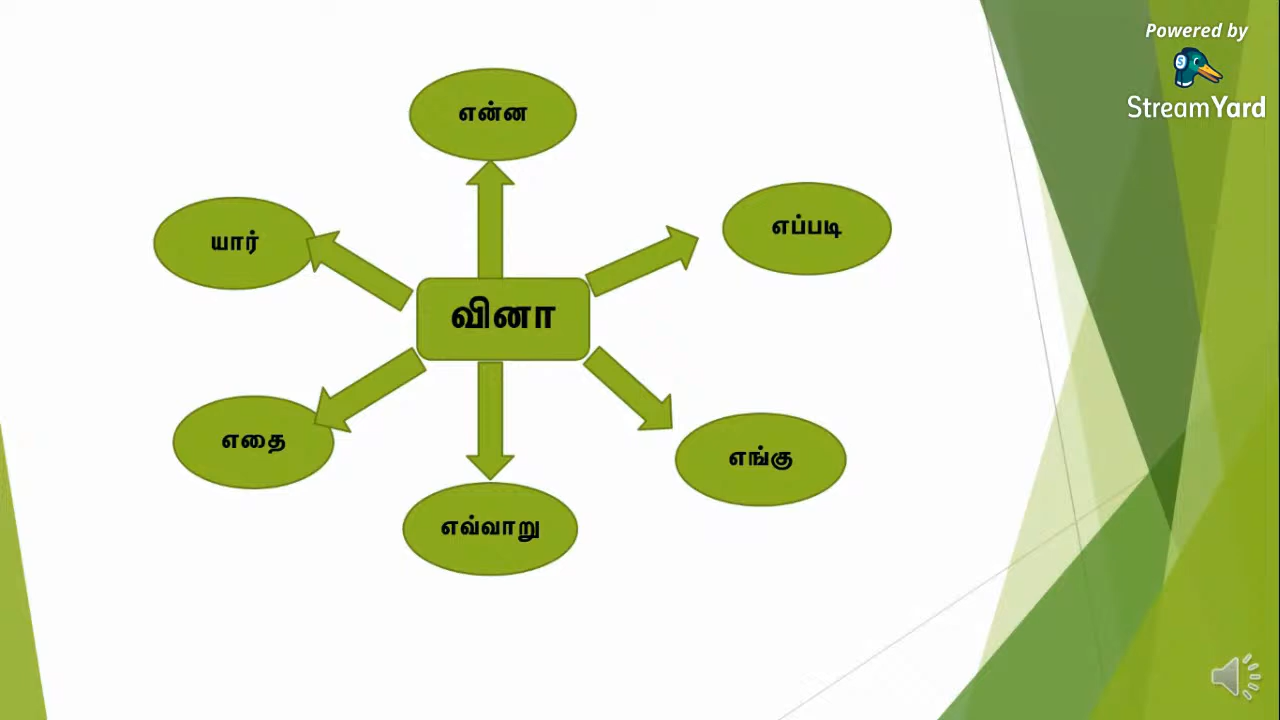 Powered by
StreamYard
என்ன
எப்படி
யார்
வினா
எதை
எங்கு
எவ்வாறு